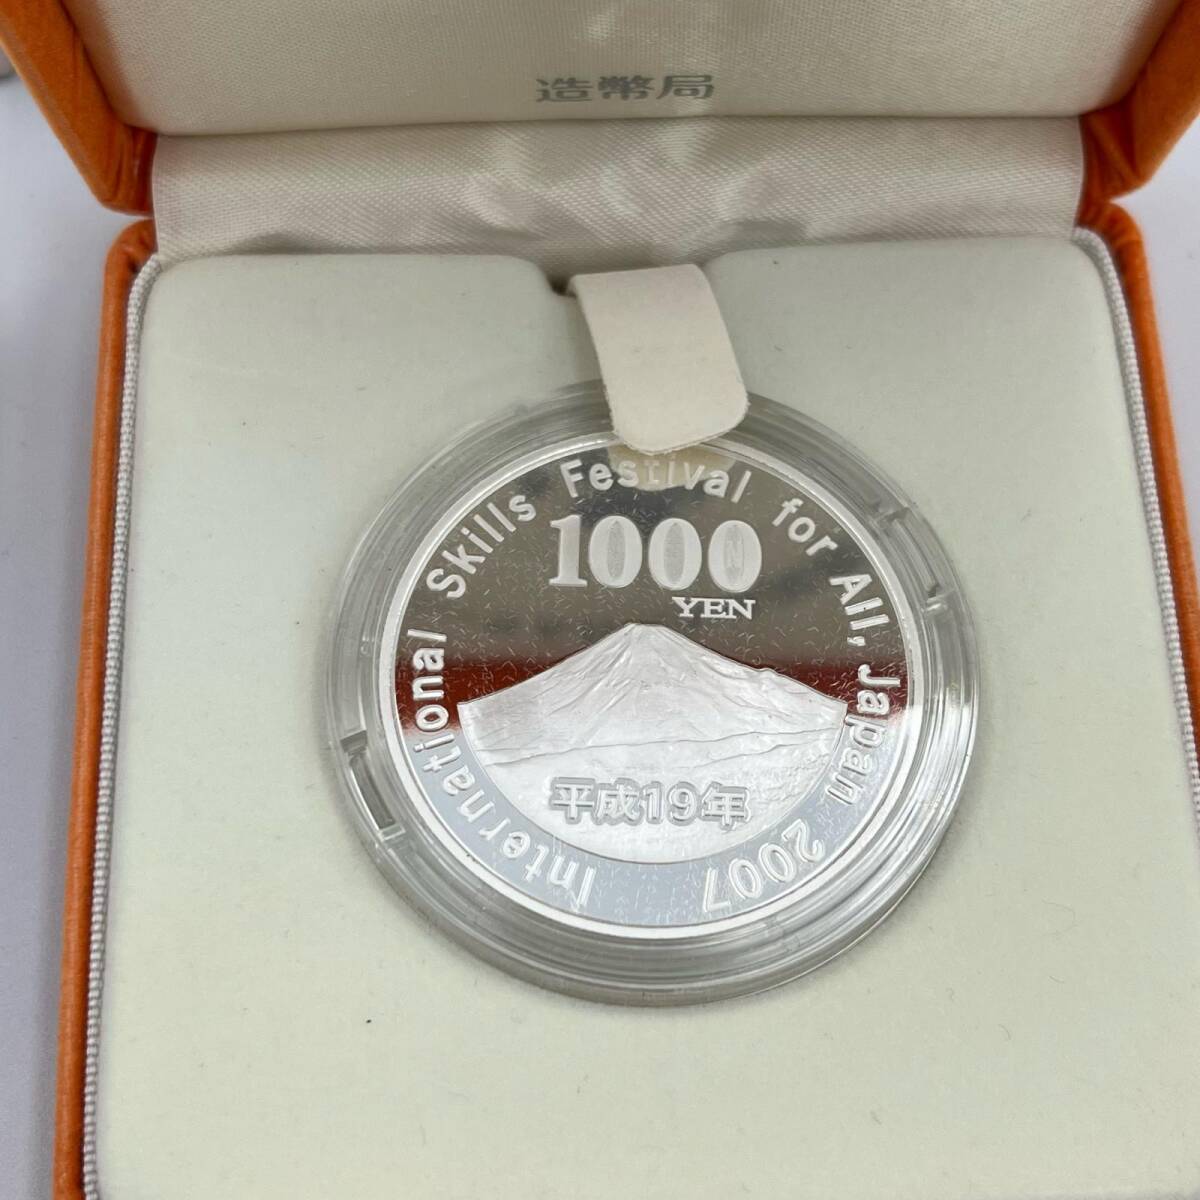 造幣局
International Skills Festival for All, Japan 2007
1000
YEN
平成19年